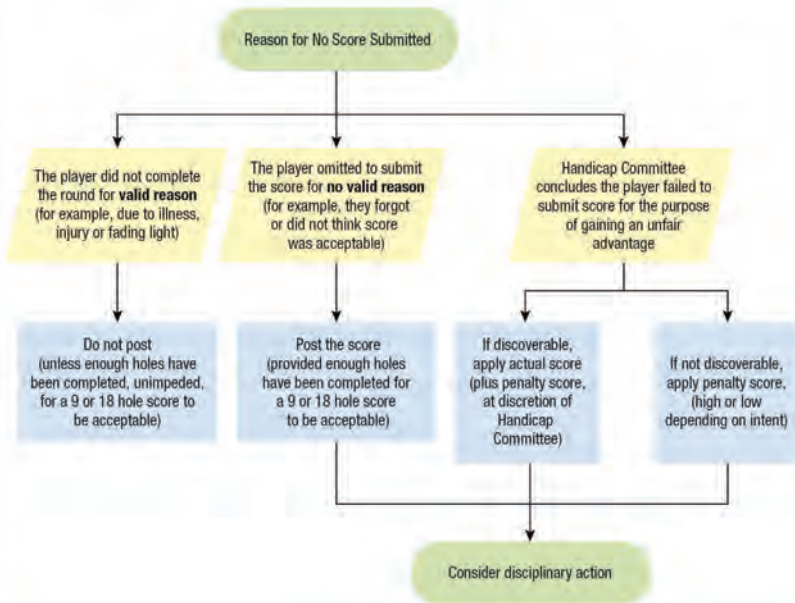 Reason for No Score Submitted
The player did not complete
the round for valid reason
(for example, due to illness,
injury or fading light)
The player omitted to submit
the score for no valid reason
(for example, they forgot
or did not think score
was acceptable)
Handicap Committee
concludes the player failed to
submit score for the purpose
of gaining an unfair
advantage
Do not post
(unless enough holes have
been completed, unimpeded,
for a 9 or 18 hole score to
be acceptable)
Post the score
(provided enough holes
have been completed for
a 9 or 18 hole score
to be acceptable)
If discoverable,
apply actual score
(plus penalty score,
at discretion of
Handicap
Committee)
If not discoverable,
apply penalty score,
(high or low
depending on intent)
Consider disciplinary action